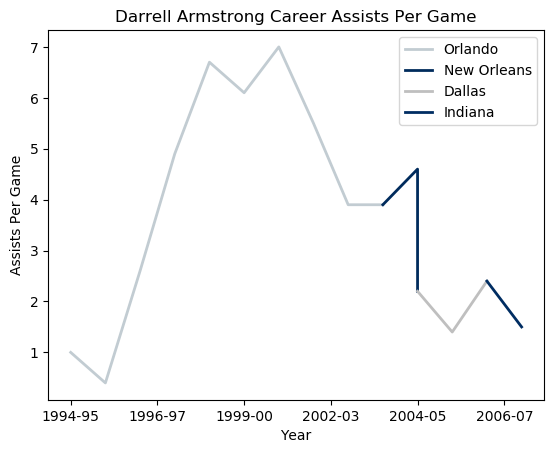 Darrell Armstrong Career Assists Per Game
Orlando
New Orleans
Dallas
Indiana
7
6
5
4
3
2
1
Assists Per Game
1994-95 1996-97 1999-00 2002-03 2004-05 2006-07
Year